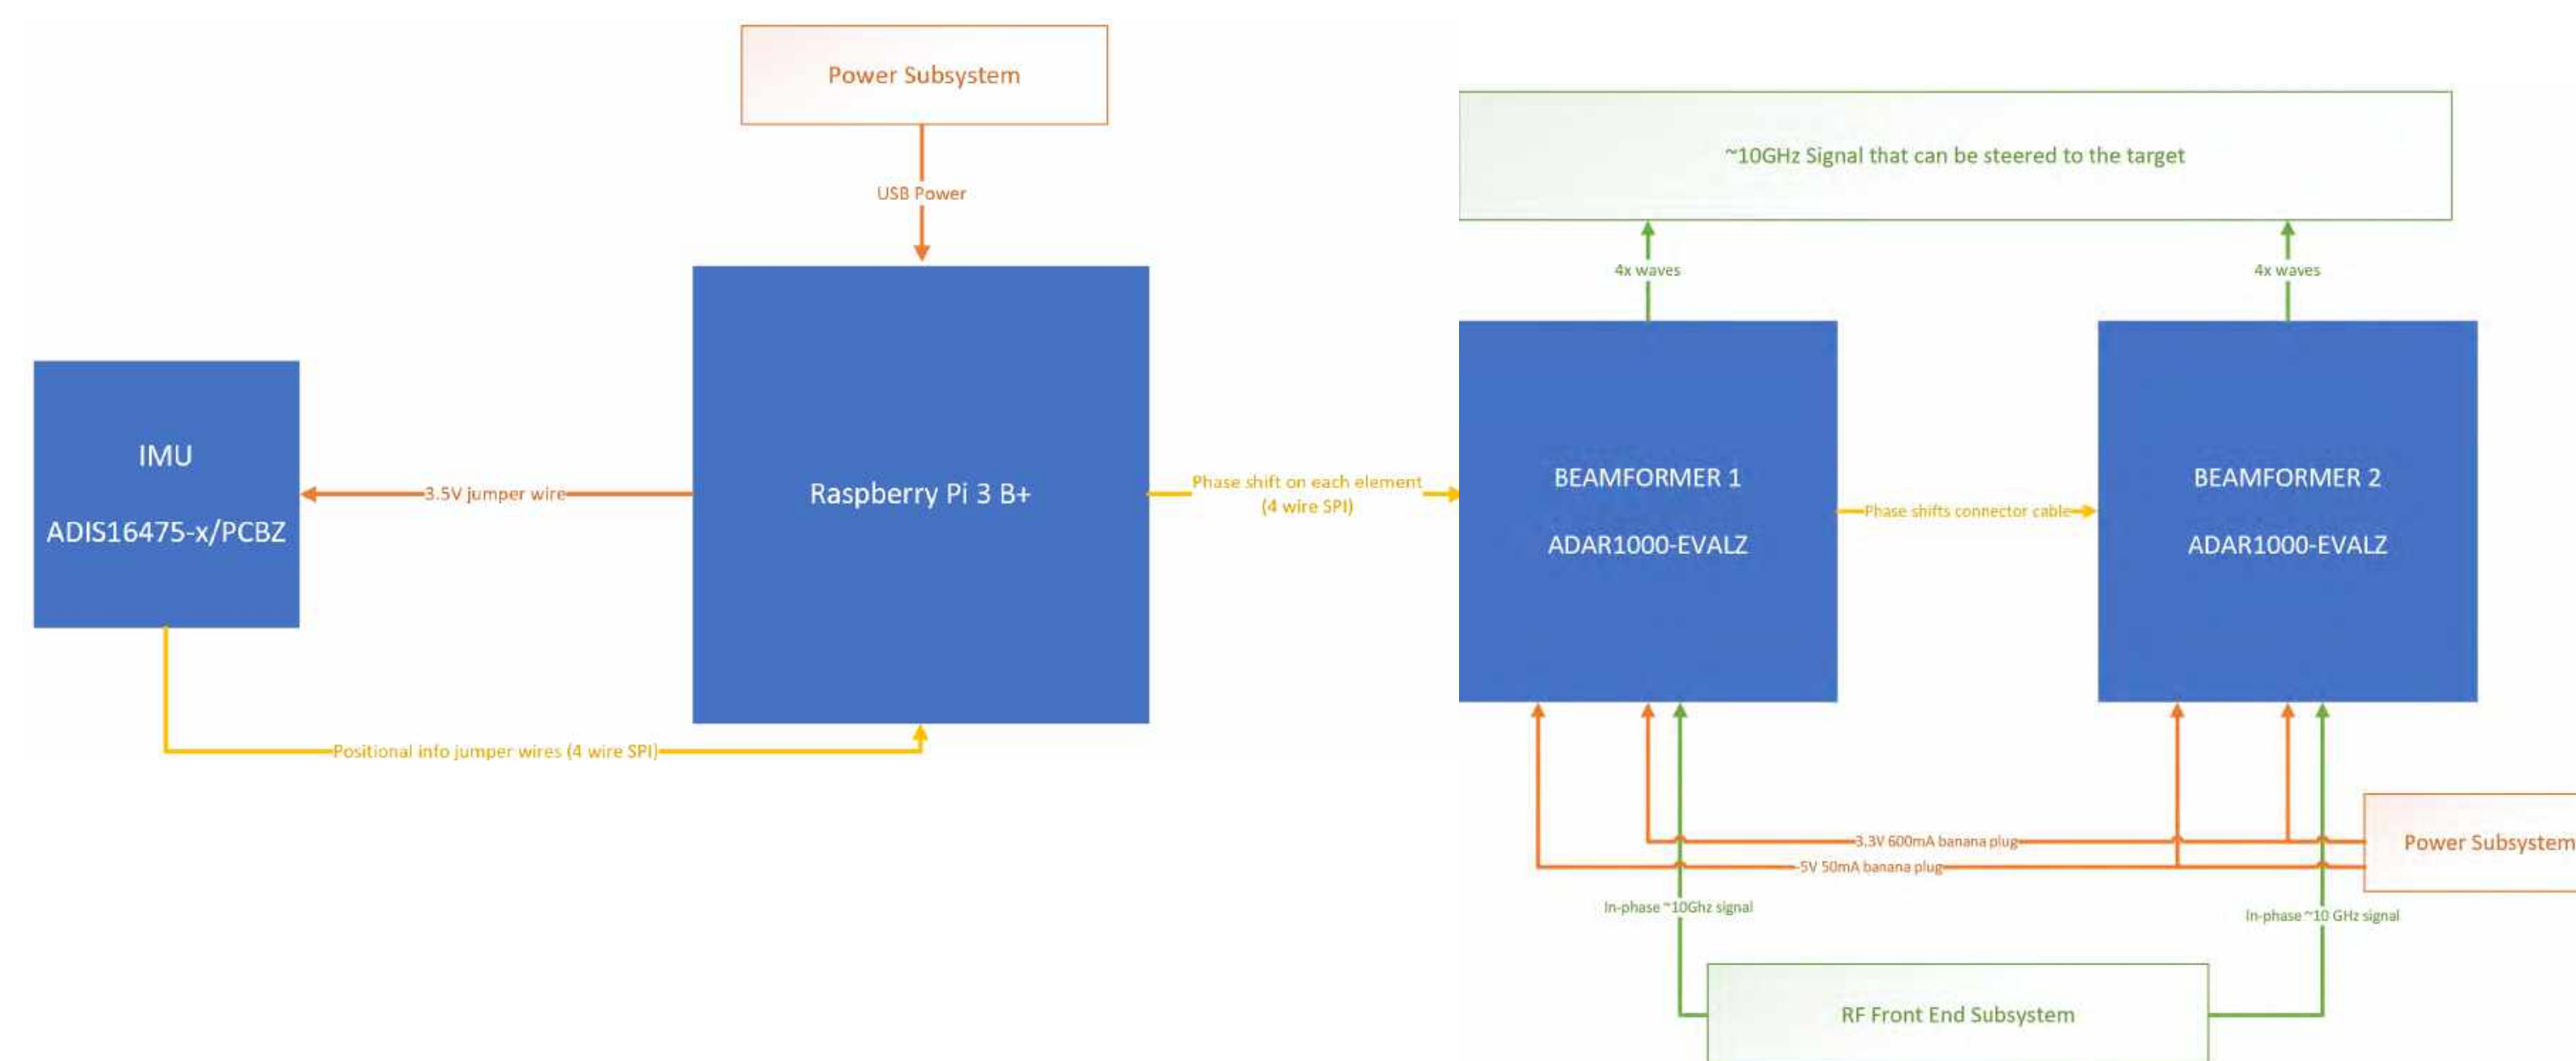 Power Subsystem
USB Power
IMU
ADIS16475-x/PCBZ
3.5V jumper wire
Raspberry Pi 3 B+
Positional info jumper wires (4 wire SPI)
Phase shift on each element
(4 wire SPI)
~10GHz Signal that can be steered to the target
4x waves
4x waves
BEAMFORMER 1
ADAR1000-EVALZ
Phase shifts connector cable
BEAMFORMER 2
ADAR1000-EVALZ
3.3V 600mA banana plug
-5V 50mA banana plug
Power Subsystem
In-phase ~10Ghz signal
In-phase ~10 GHz signal
RF Front End Subsystem